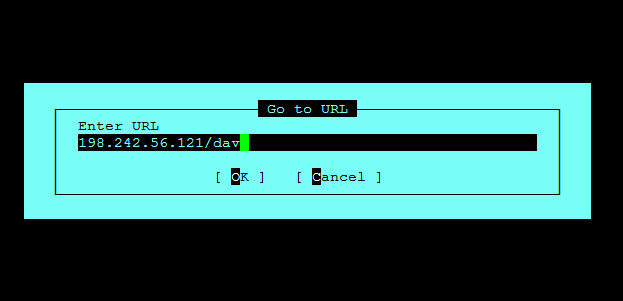 Go to URL
Enter URL
198.242.56.121/dav
[ OK ] [ Cancel ]